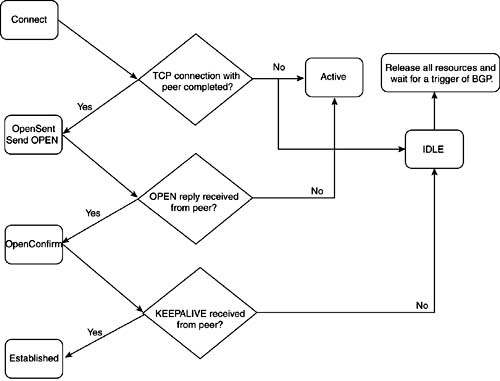 Connect
TCP connection with
peer completed?
No
Active
Release all resources and
wait for a trigger of BGP.
Yes
OpenSent
Send OPEN
IDLE
OPEN reply received
from peer?
No
Yes
OpenConfirm
KEEPALIVE received
from peer?
No
Yes
Established